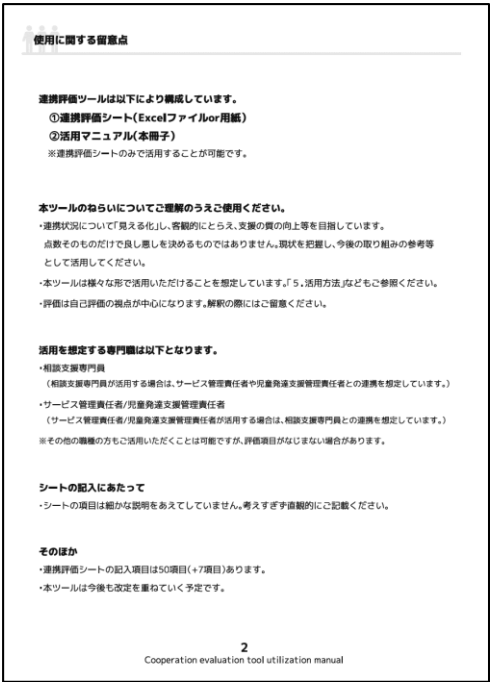 使用に関する留意点
連携評価ツールは以下により構成しています。
①連携評価シート(Excelファイルor用紙)
②活用マニュアル(本冊子)
※連携評価シートのみで活用することが可能です。
本ツールのねらいについてご理解のうえご使用ください。
・連携状況について「見える化」し、客観的にとらえ、支援の質の向上等を目指しています。
点数そのものだけで良し悪しを決めるものではありません。現状を把握し、今後の取り組みの参考等
として活用してください。
・本ツールは様々な形で活用いただけることを想定しています。「5.活用方法」などもご参照ください。
・評価は自己評価の視点が中心になります。解釈の際にはご留意ください。
活用を想定する専門職は以下となります。
・相談支援専門員
(相談支援専門員が活用する場合は、サービス管理責任者や児童発達支援管理責任者との連携を想定しています。)
・サービス管理責任者/児童発達支援管理責任者
(サービス管理責任者/児童発達支援管理責任者が活用する場合は、相談支援専門員との連携を想定しています。)
※その他の職種の方もご活用いただくことは可能ですが、評価項目がなじまない場合があります。
シートの記入にあたって
・シートの項目は細かな説明をあえてしていません。考えすぎず直観的にご記載ください。
そのほか
・連携評価シートの記入項目は50項目(+7項目)あります。
・本ツールは今後も改定を重ねていく予定です。
2
Cooperation evaluation tool utilization manual